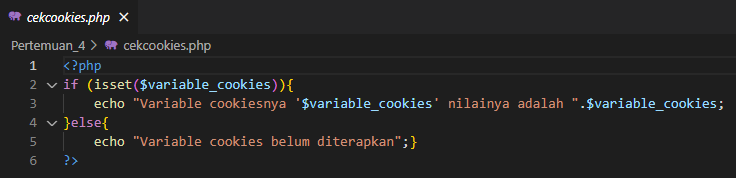 cekcookies.php ×
Pertemuan_4 > cekcookies.php
1 <?php
2 if (isset($variable_cookies)){
3 echo "Variable cookiesnya '$variable_cookies' nilainya adalah ".$variable_cookies;
4 }else{
5 echo "Variable cookies belum diterapkan";}
6 ?>